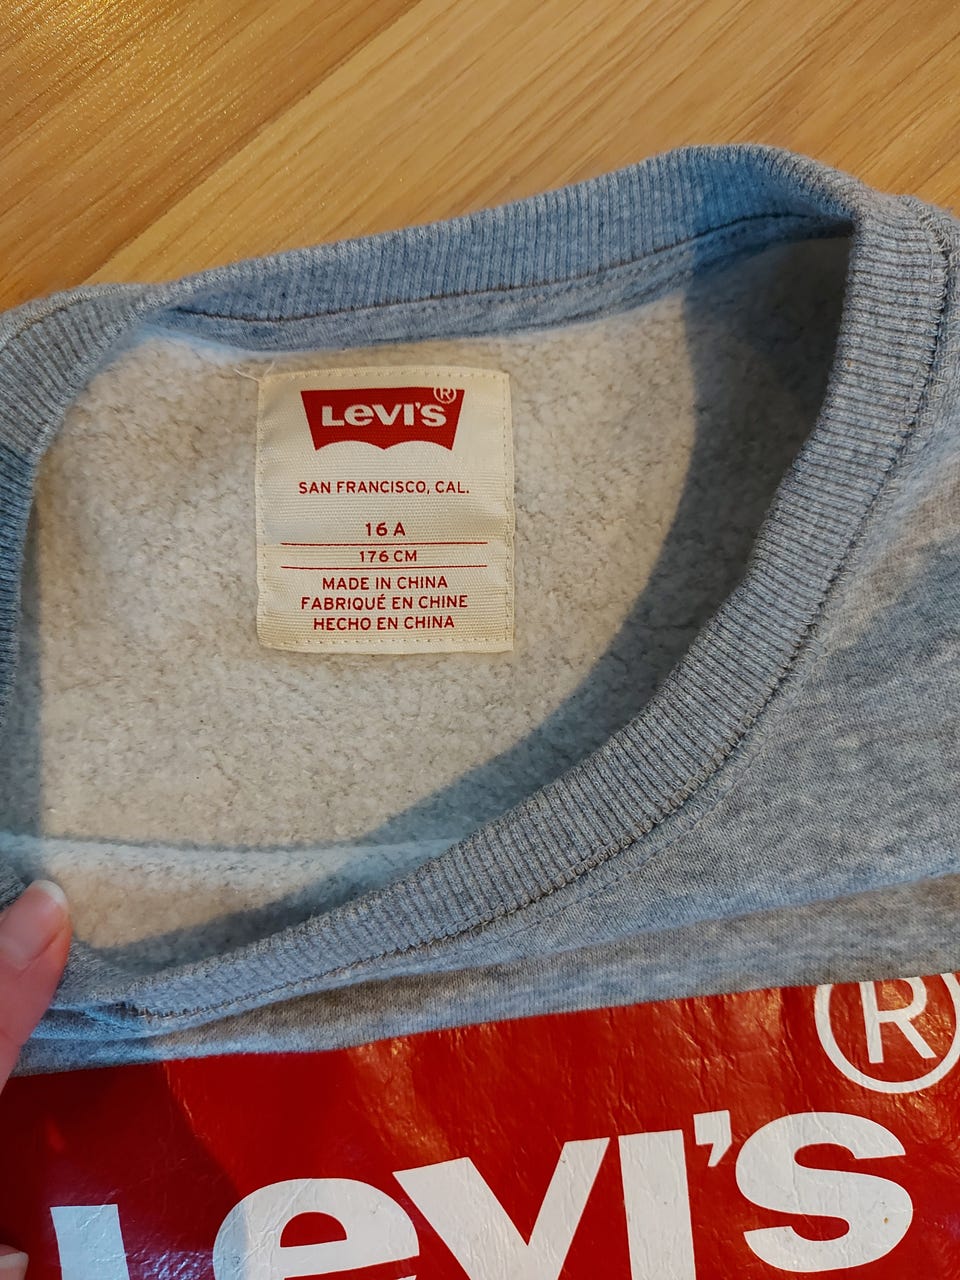 LEVI'S®
SAN FRANCISCO, CAL.
16 A
176 CM
MADE IN CHINA
FABRIQUÉ EN CHINE
HECHO EN CHINA
®
Levi's